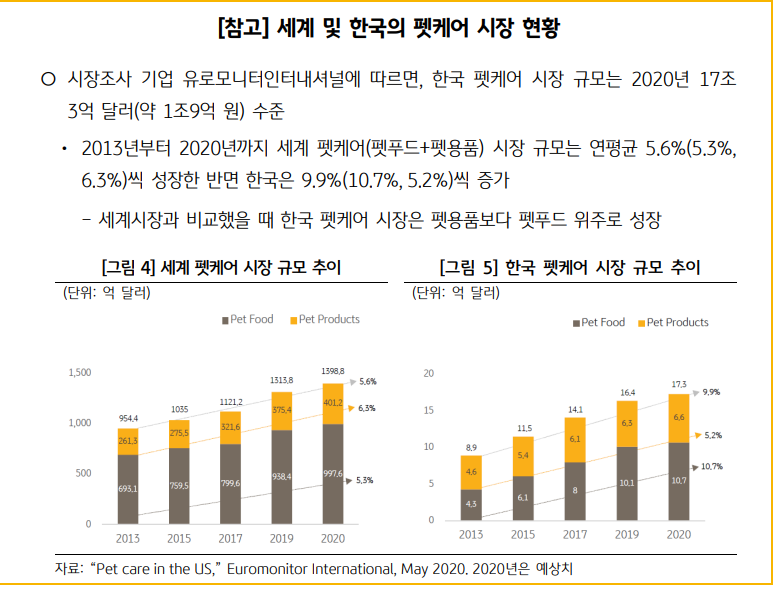 [참고] 세계 및 한국의 펫케어 시장 현황
○ 시장조사 기업 유로모니터인터내셔널에 따르면, 한국 펫케어 시장 규모는 2020년 17조
3억 달러(약 1조9억 원) 수준
• 2013년부터 2020년까지 세계 펫케어(펫푸드+펫용품) 시장 규모는 연평균 5.6%(5.3%,
6.3%)씩 성장한 반면 한국은 9.9%(10.7%, 5.2%)씩 증가
– 세계시장과 비교했을 때 한국 펫케어 시장은 펫용품보다 펫푸드 위주로 성장
[그림 4] 세계 펫케어 시장 규모 추이
(단위: 억 달러)
Pet Food Pet Products
1,500
1,000
500
0
954,4 1035 1121,2 1313,8 1398,8
261,3 275,5 321,6 375,4 401,2
693,1 759,5 799,6 938,4 997,6
5,6%
6,3%
5,3%
2013 2015 2017 2019 2020
[그림 5] 한국 펫케어 시장 규모 추이
(단위: 억 달러)
Pet Food Pet Products
20
15
10
5
0
8,9 11,5 14,1 16,4 17,3
4,6 5,4 6,1 6,3 6,6
4,3 6,1 8 10,1 10,7
9,9%
5,2%
10,7%
2013 2015 2017 2019 2020
자료: “Pet care in the US,” Euromonitor International, May 2020. 2020년은 예상치